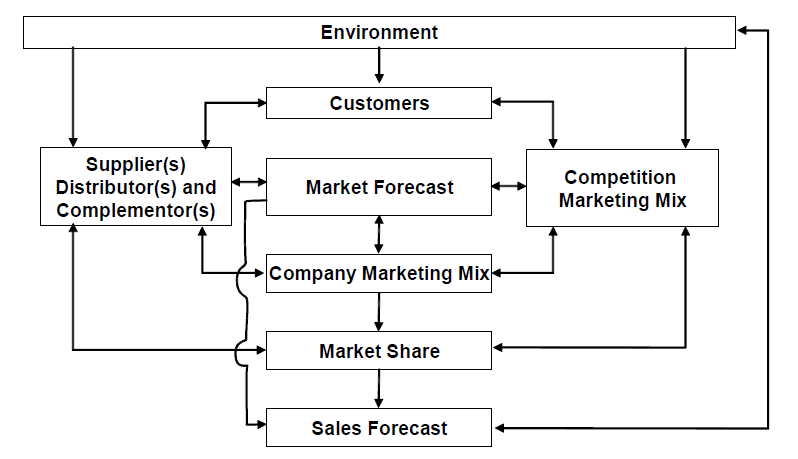 Environment
Customers
Supplier(s)
Distributor(s) and
Complementor(s)
Market Forecast
Competition
Marketing Mix
Company Marketing Mix
Market Share
Sales Forecast